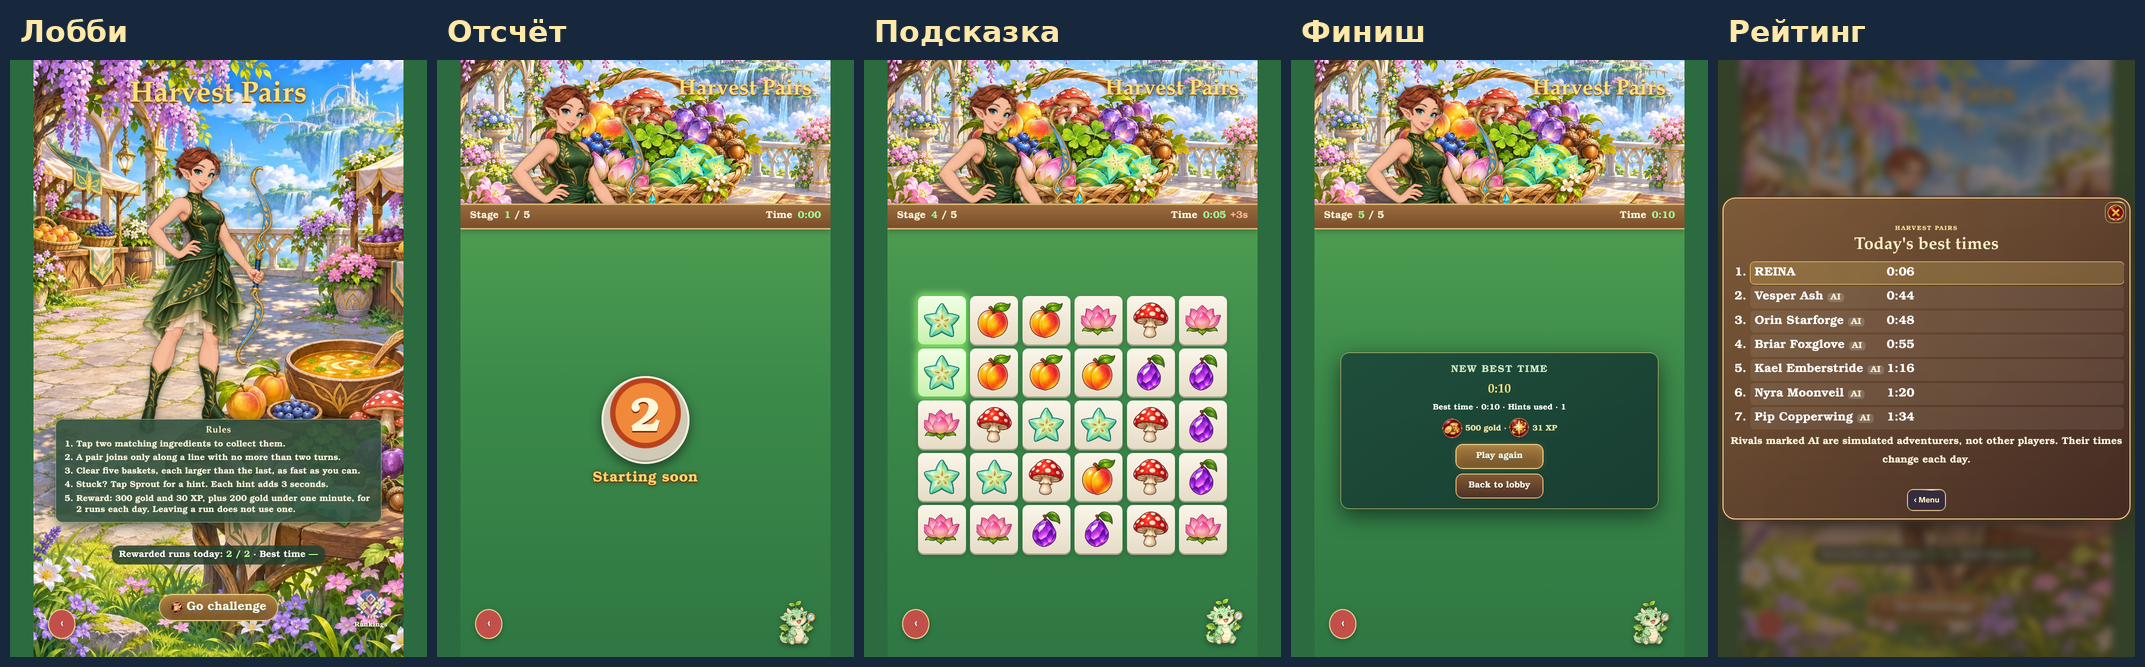 Лобби
Harvest Pairs
Rules
1. Tap two matching ingredients to collect them.
2. A pair joins only along a line with no more than two turns.
3. Clear five baskets, each larger than the last, as fast as you can.
4. Stuck? Tap Sprout for a hint. Each hint adds 3 seconds.
5. Reward: 300 gold and 30 XP, plus 200 gold under one minute, for
2 runs each day. Leaving a run does not use one.
Rewarded runs today: 2 / 2 · Best time —
Go challenge
‹
Rankings
Отсчёт
Harvest Pairs
Stage 1 / 5
Time 0:00
2
Starting soon
‹
Подсказка
Harvest Pairs
Stage 4 / 5
Time 0:05 +3s
‹
Финиш
Harvest Pairs
Stage 5 / 5
Time 0:10
NEW BEST TIME
0:10
Best time · 0:10 · Hints used · 1
500 gold · 31 XP
Play again
Back to lobby
‹
Рейтинг
HARVEST PAIRS
Today's best times
1. REINA 0:06
2. Vesper Ash AI 0:44
3. Orin Starforge AI 0:48
4. Briar Foxglove AI 0:55
5. Kael Emberstride AI 1:16
6. Nyra Moonveil AI 1:20
7. Pip Copperwing AI 1:34
Rivals marked AI are simulated adventurers, not other players. Their times
change each day.
‹ Menu